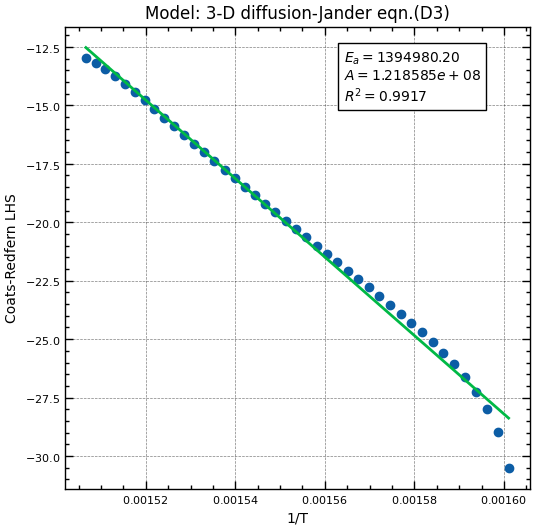 Model: 3-D diffusion-Jander eqn.(D3)
E_a = 1394980.20
A = 1.218585e + 08
R^2 = 0.9917
Coats-Redfern LHS
−12.5
−15.0
−17.5
−20.0
−22.5
−25.0
−27.5
−30.0
0.00152 0.00154 0.00156 0.00158 0.00160
1/T